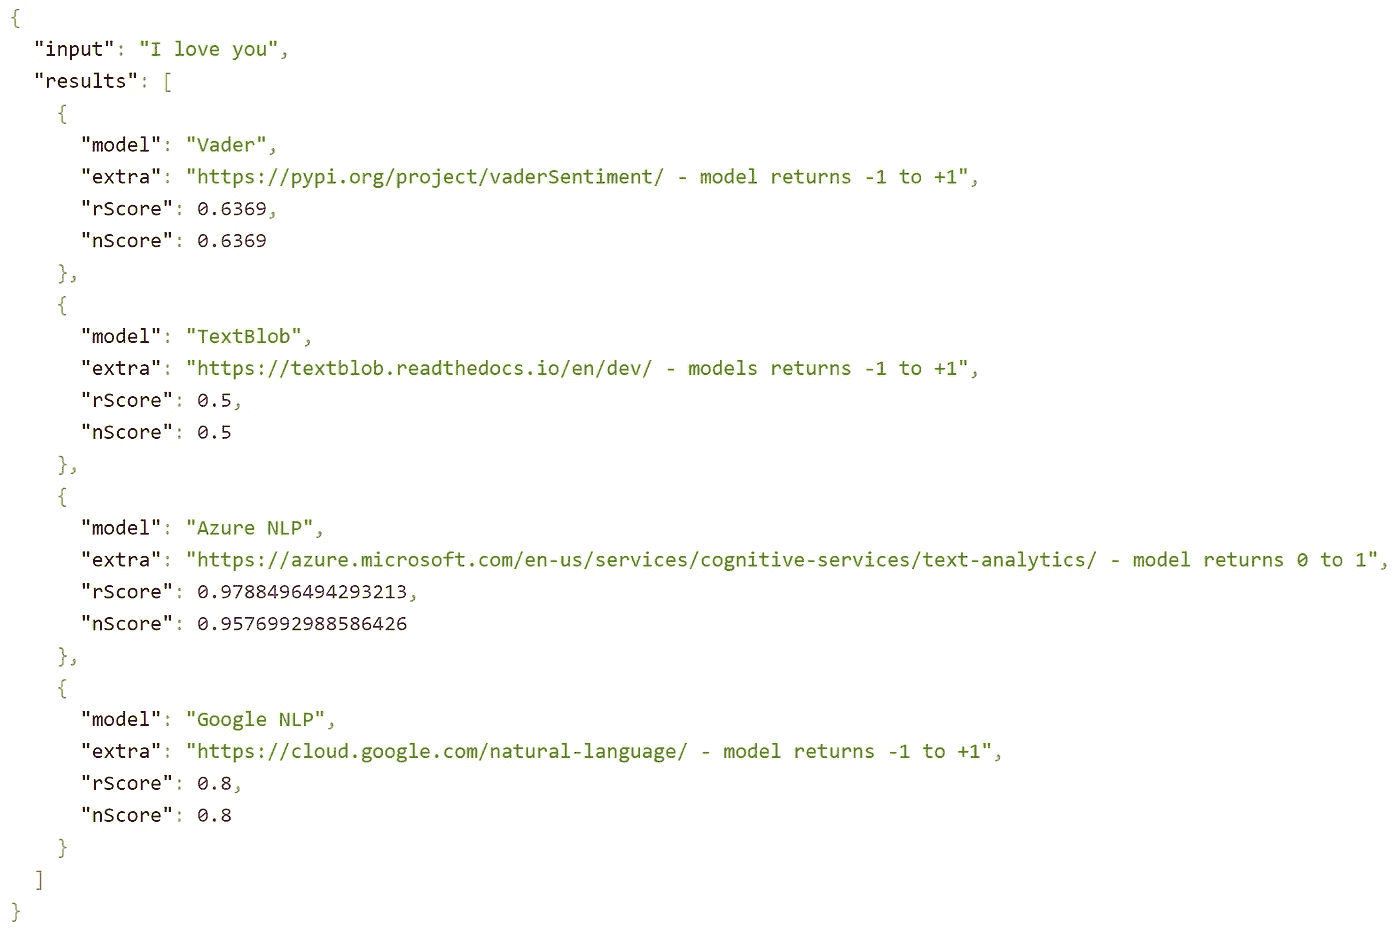 {
"input": "I love you",
"results": [
{
"model": "Vader",
"extra": "https://pypi.org/project/vaderSentiment/ - model returns -1 to +1",
"rScore": 0.6369,
"nScore": 0.6369
},
{
"model": "TextBlob",
"extra": "https://textblob.readthedocs.io/en/dev/ - models returns -1 to +1",
"rScore": 0.5,
"nScore": 0.5
},
{
"model": "Azure NLP",
"extra": "https://azure.microsoft.com/en-us/services/cognitive-services/text-analytics/ - model returns 0 to 1",
"rScore": 0.9788496494293213,
"nScore": 0.9576992988586426
},
{
"model": "Google NLP",
"extra": "https://cloud.google.com/natural-language/ - model returns -1 to +1",
"rScore": 0.8,
"nScore": 0.8
}
]
}